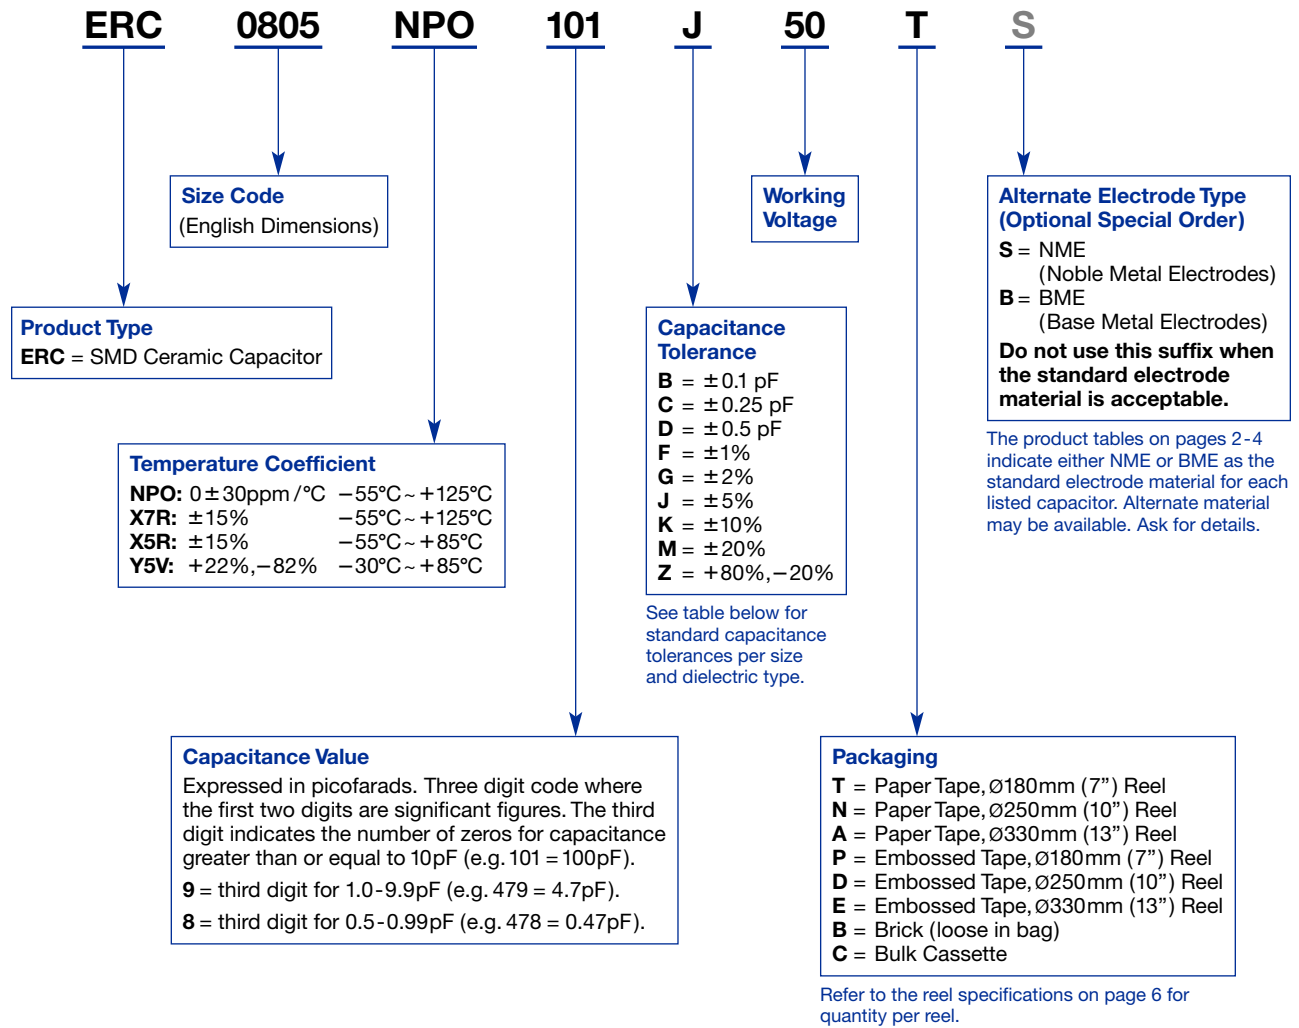 ERC 0805 NPO 101 J 50 T S
Size Code
(English Dimensions)
Working
Voltage
Alternate Electrode Type
(Optional Special Order)
S = NME
(Noble Metal Electrodes)
B = BME
(Base Metal Electrodes)
Do not use this suffix when
the standard electrode
material is acceptable.
The product tables on pages 2-4
indicate either NME or BME as the
standard electrode material for each
listed capacitor. Alternate material
may be available. Ask for details.
Product Type
ERC = SMD Ceramic Capacitor
Capacitance
Tolerance
B = ±0.1 pF
C = ±0.25 pF
D = ±0.5 pF
F = ±1%
G = ±2%
J = ±5%
K = ±10%
M = ±20%
Z = +80%,−20%
See table below for
standard capacitance
tolerances per size
and dielectric type.
Temperature Coefficient
NPO: 0±30ppm/°C −55°C~+125°C
X7R: ±15% −55°C~+125°C
X5R: ±15% −55°C~+85°C
Y5V: +22%,−82% −30°C~+85°C
Capacitance Value
Expressed in picofarads. Three digit code where
the first two digits are significant figures. The third
digit indicates the number of zeros for capacitance
greater than or equal to 10pF (e.g. 101 = 100pF).
9 = third digit for 1.0-9.9pF (e.g. 479 = 4.7pF).
8 = third digit for 0.5-0.99pF (e.g. 478 = 0.47pF).
Packaging
T = Paper Tape, Ø180mm (7”) Reel
N = Paper Tape, Ø250mm (10”) Reel
A = Paper Tape, Ø330mm (13”) Reel
P = Embossed Tape, Ø180mm (7”) Reel
D = Embossed Tape, Ø250mm (10”) Reel
E = Embossed Tape, Ø330mm (13”) Reel
B = Brick (loose in bag)
C = Bulk Cassette
Refer to the reel specifications on page 6 for
quantity per reel.